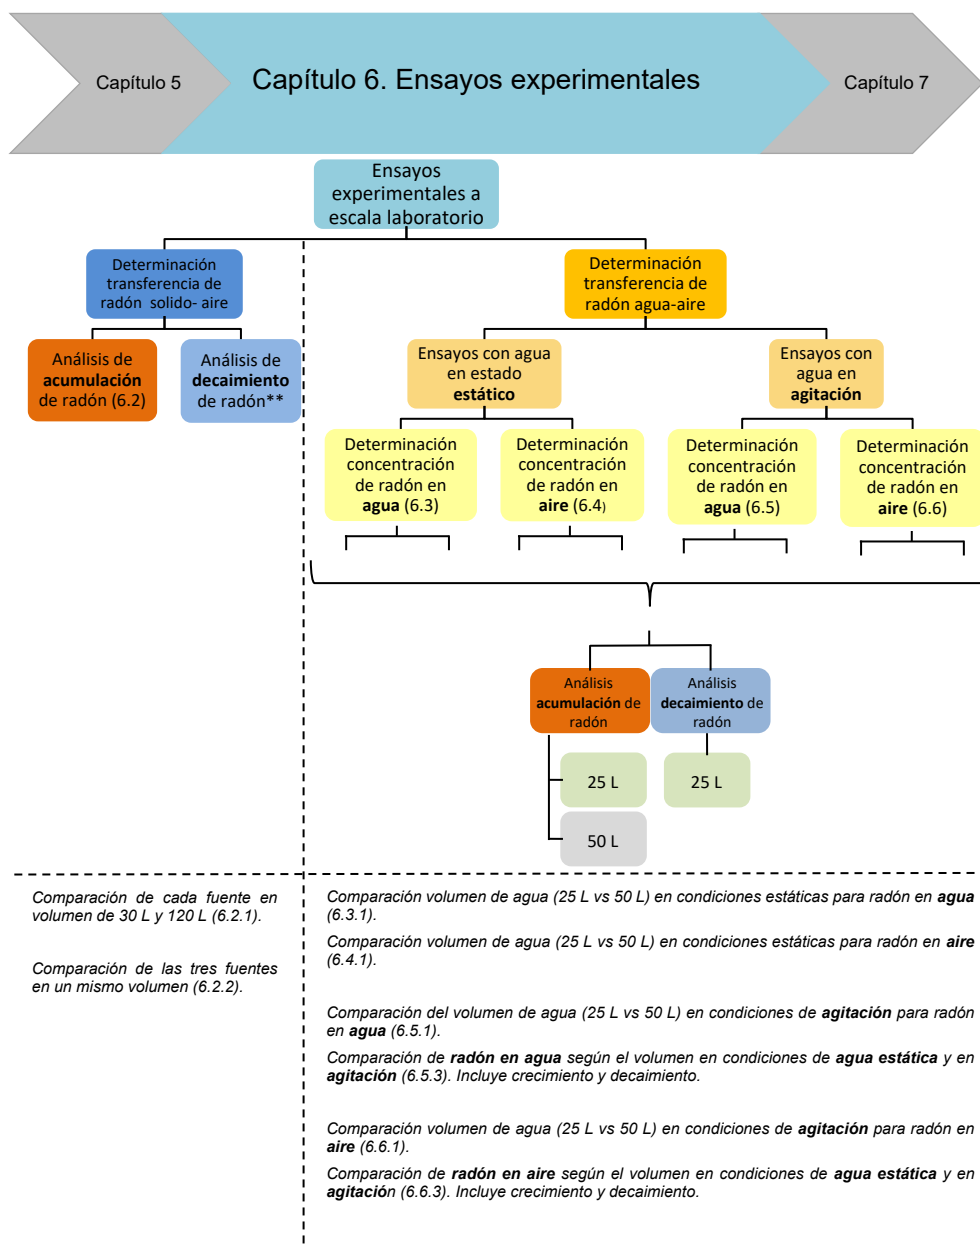 Capítulo 5
Capítulo 6. Ensayos experimentales
Capítulo 7
Ensayos
experimentales a
escala laboratorio
Determinación
transferencia de
radón solido- aire
Determinación
transferencia de
radón agua-aire
Análisis de
acumulación
de radón (6.2)
Análisis de
decaimiento
de radón**
Ensayos con agua
en estado
estático
Ensayos con
agua en
agitación
Determinación
concentración
de radón en
agua (6.3)
Determinación
concentración
de radón en
aire (6.4)
Determinación
concentración
de radón en
agua (6.5)
Determinación
concentración
de radón en
aire (6.6)
Análisis
acumulación de
radón
Análisis
decaimiento de
radón
25 L
25 L
50 L
Comparación de cada fuente en
volumen de 30 L y 120 L (6.2.1).
Comparación de las tres fuentes
en un mismo volumen (6.2.2).
Comparación volumen de agua (25 L vs 50 L) en condiciones estáticas para radón en agua
(6.3.1).
Comparación volumen de agua (25 L vs 50 L) en condiciones estáticas para radón en aire
(6.4.1).
Comparación del volumen de agua (25 L vs 50 L) en condiciones de agitación para radón
en agua (6.5.1).
Comparación de radón en agua según el volumen en condiciones de agua estática y en
agitación (6.5.3). Incluye crecimiento y decaimiento.
Comparación volumen de agua (25 L vs 50 L) en condiciones de agitación para radón en
aire (6.6.1).
Comparación de radón en aire según el volumen en condiciones de agua estática y en
agitación (6.6.3). Incluye crecimiento y decaimiento.